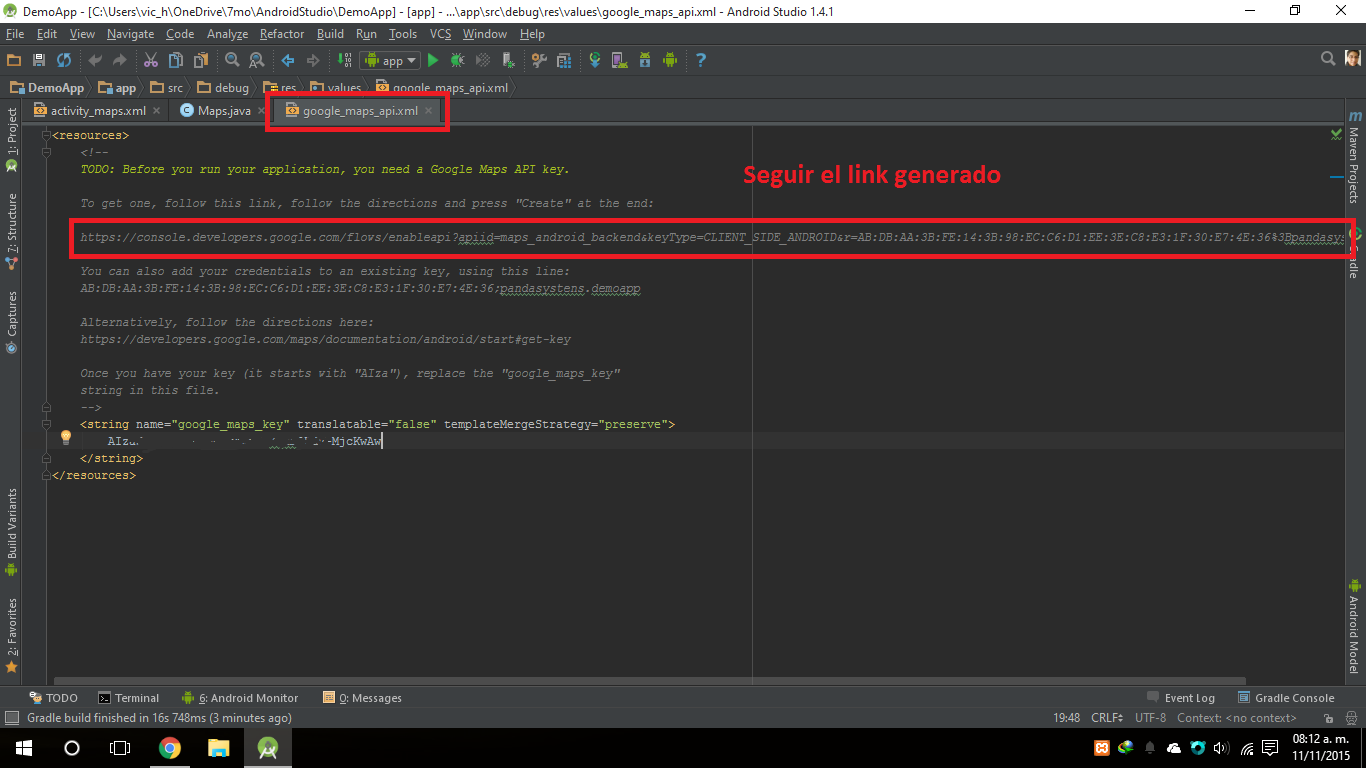 DemoApp - [C:\Users\vic_h\OneDrive\7mo\AndroidStudio\DemoApp] - [app] - ...\app\src\debug\res\values\google_maps_api.xml - Android Studio 1.4.1
File Edit View Navigate Code Analyze Refactor Build Run Tools VCS Window Help
app
DemoApp app src debug res values google_maps_api.xml
activity_maps.xml Maps.java google_maps_api.xml
1: Project
7: Structure
Captures
Build Variants
2: Favorites
<resources>
<!--
TODO: Before you run your application, you need a Google Maps API key.
Seguir el link generado
To get one, follow this link, follow the directions and press "Create" at the end:
https://console.developers.google.com/flows/enableapi?apiid=maps_android_backend&keyType=CLIENT_SIDE_ANDROID&r=AB:DB:AA:3B:FE:14:3B:98:EC:C6:D1:EE:3E:C8:E3:1F:30:E7:4E:36%3Bpandasys
You can also add your credentials to an existing key, using this line:
AB:DB:AA:3B:FE:14:3B:98:EC:C6:D1:EE:3E:C8:E3:1F:30:E7:4E:36;pandasystens.demoapp
Alternatively, follow the directions here:
https://developers.google.com/maps/documentation/android/start#get-key
Once you have your key (it starts with "AIza"), replace the "google_maps_key"
string in this file.
-->
<string name="google_maps_key" translatable="false" templateMergeStrategy="preserve">
</string>
</resources>
Maven Projects
Gradle
Android Model
TODO Terminal 6: Android Monitor 0: Messages Event Log Gradle Console
Gradle build finished in 16s 748ms (3 minutes ago) 19:48 CRLF UTF-8 Context: <no context>
08:12 a. m.
11/11/2015